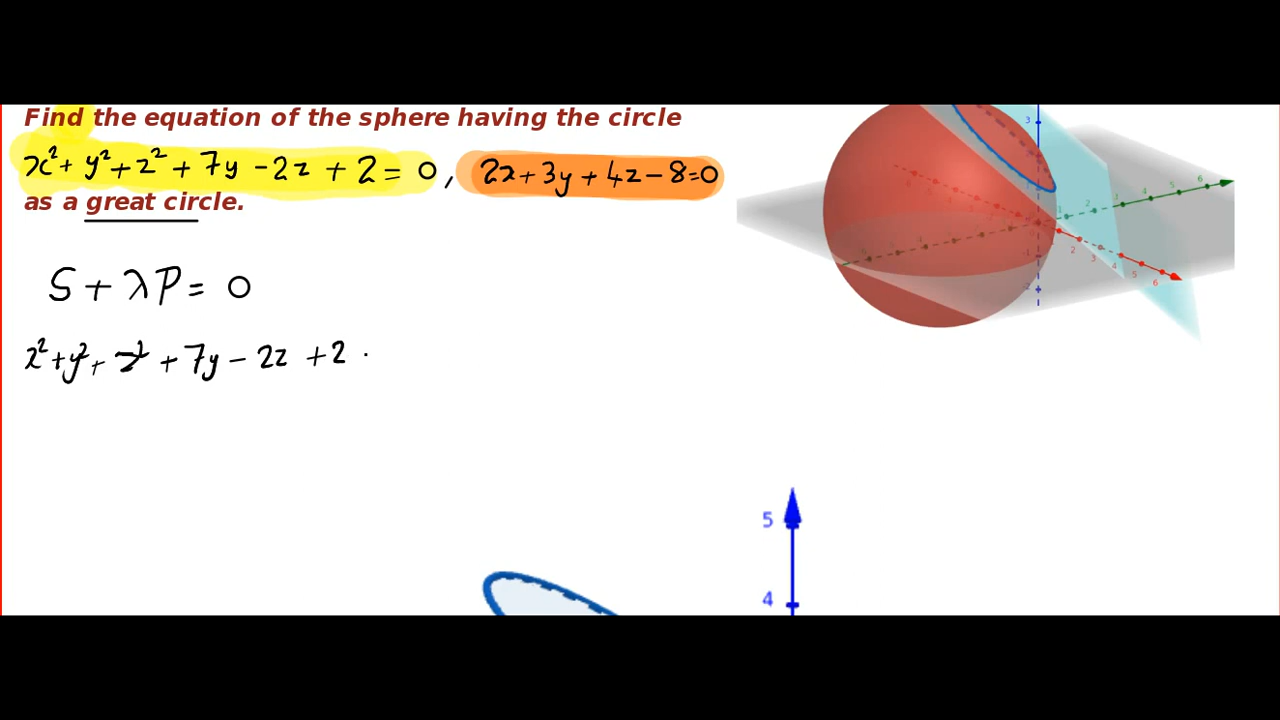 Find the equation of the sphere having the circle
x² + y² + z² + 7y - 2z + 2 = 0, 2x + 3y + 4z - 8 = 0
as a great circle.
S + λP = 0
x² + y² + z² + 7y - 2z + 2
5
4